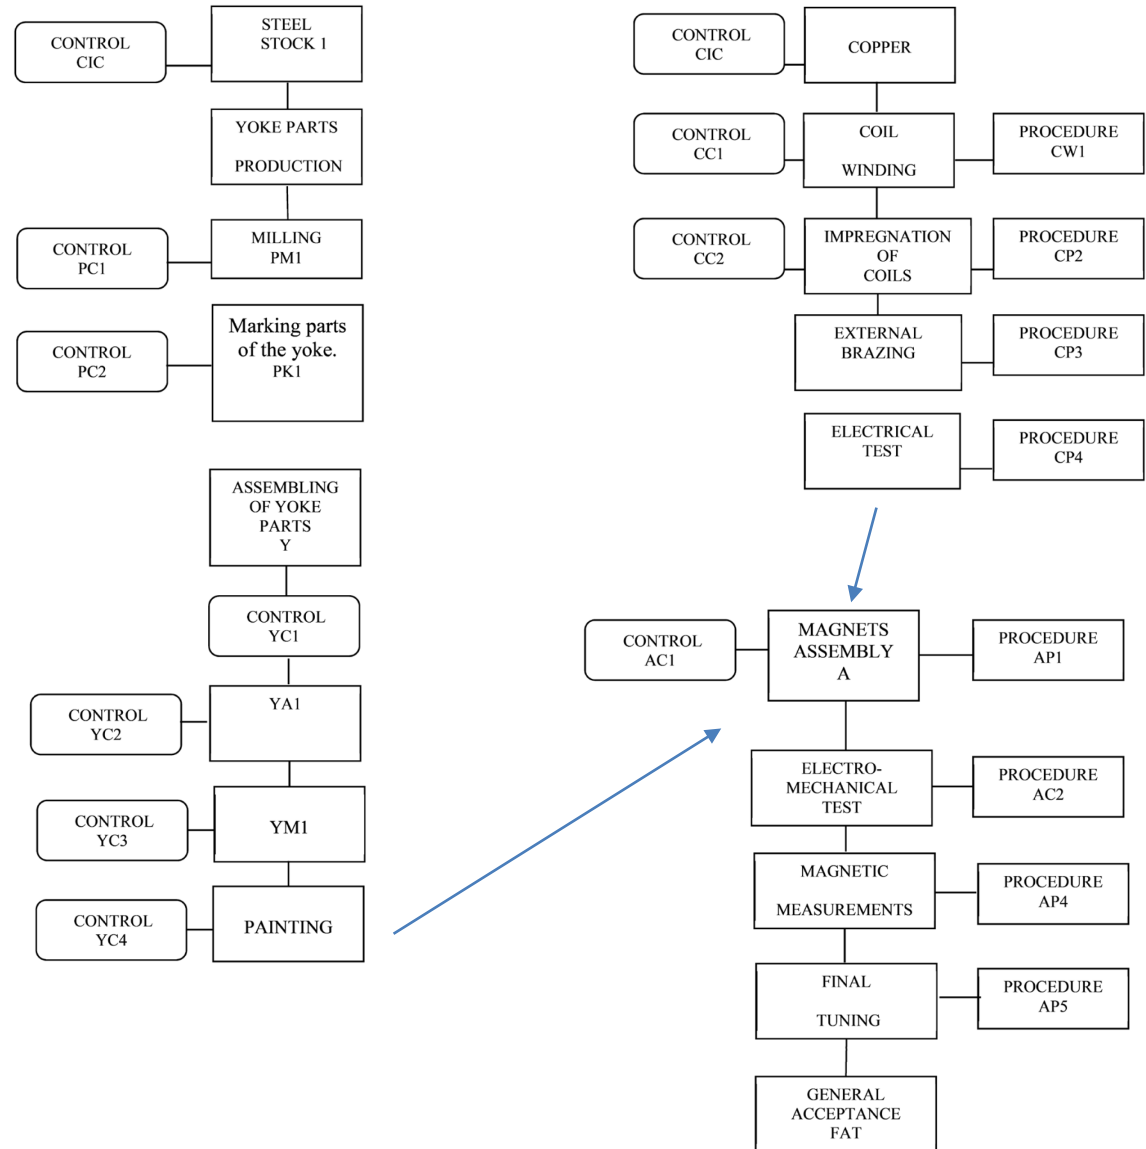 CONTROL
CIC
STEEL
STOCK 1
YOKE PARTS
PRODUCTION
CONTROL
PC1
MILLING
PM1
CONTROL
PC2
Marking parts
of the yoke.
PK1
ASSEMBLING
OF YOKE
PARTS
Y
CONTROL
YC1
CONTROL
YC2
YA1
CONTROL
YC3
YM1
CONTROL
YC4
PAINTING
CONTROL
CIC
COPPER
CONTROL
CC1
COIL
WINDING
PROCEDURE
CW1
CONTROL
CC2
IMPREGNATION
OF
COILS
PROCEDURE
CP2
EXTERNAL
BRAZING
PROCEDURE
CP3
ELECTRICAL
TEST
PROCEDURE
CP4
CONTROL
AC1
MAGNETS
ASSEMBLY
A
PROCEDURE
AP1
ELECTRO-
MECHANICAL
TEST
PROCEDURE
AC2
MAGNETIC
MEASUREMENTS
PROCEDURE
AP4
FINAL
TUNING
PROCEDURE
AP5
GENERAL
ACCEPTANCE
FAT